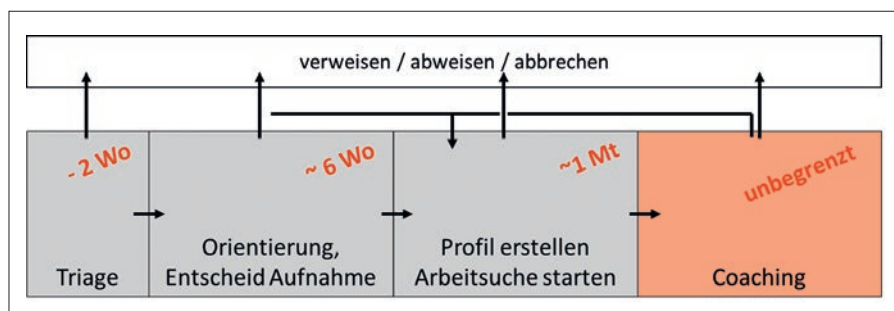 verweisen / abweisen / abbrechen
- 2 Wo
~ 6 Wo
~1 Mt
unbegrenzt
Triage
Orientierung,
Entscheid Aufnahme
Profil erstellen
Arbeitsuche starten
Coaching